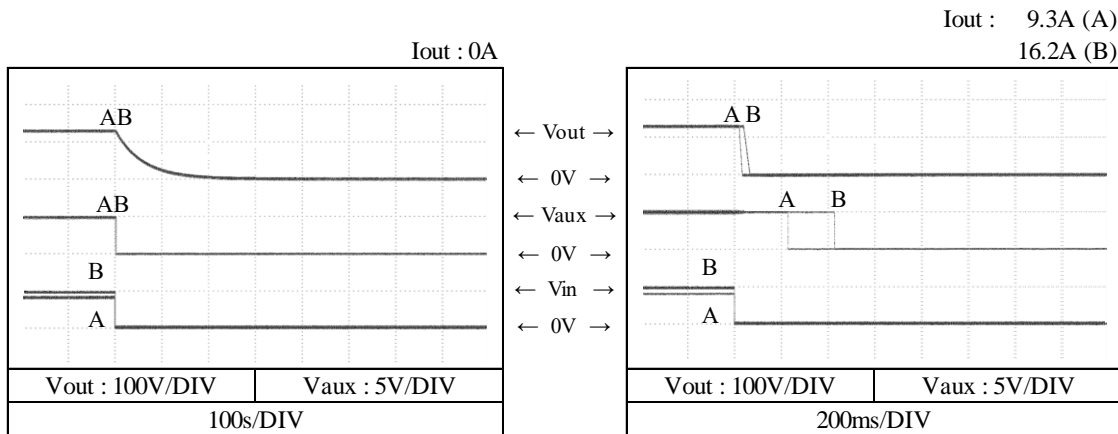 Iout : 9.3A (A)
Iout : 0A
16.2A (B)
AB
A B
← Vout →
← 0V →
AB
A
B
← Vaux →
← 0V →
B
B
← Vin →
A
A
← 0V →
Vout : 100V/DIV
Vaux : 5V/DIV
100s/DIV
Vout : 100V/DIV
Vaux : 5V/DIV
200ms/DIV